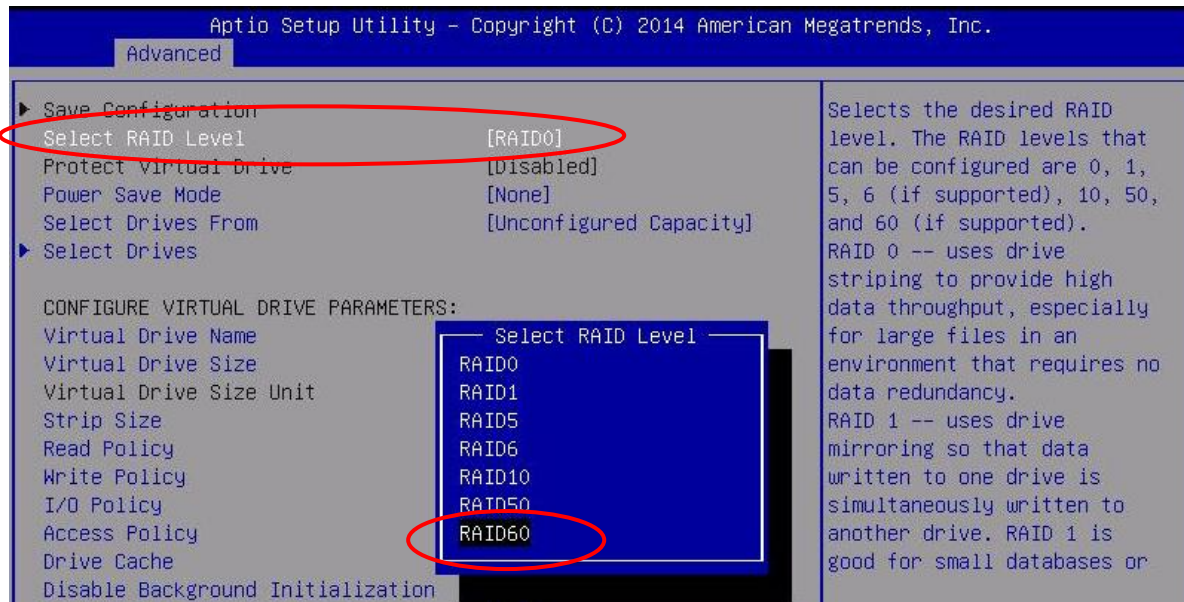 Aptio Setup Utility – Copyright (C) 2014 American Megatrends, Inc.
Advanced
Save Configuration
Select RAID Level [RAID0]
Protect Virtual Drive [Disabled]
Power Save Mode [None]
Select Drives From [Unconfigured Capacity]
Select Drives
CONFIGURE VIRTUAL DRIVE PARAMETERS:
Virtual Drive Name
Virtual Drive Size
Virtual Drive Size Unit
Strip Size
Read Policy
Write Policy
I/O Policy
Access Policy
Drive Cache
Disable Background Initialization
Select RAID Level
RAID0
RAID1
RAID5
RAID6
RAID10
RAID50
RAID60
Selects the desired RAID
level. The RAID levels that
can be configured are 0, 1,
5, 6 (if supported), 10, 50,
and 60 (if supported).
RAID 0 -- uses drive
striping to provide high
data throughput, especially
for large files in an
environment that requires no
data redundancy.
RAID 1 -- uses drive
mirroring so that data
written to one drive is
simultaneously written to
another drive. RAID 1 is
good for small databases or